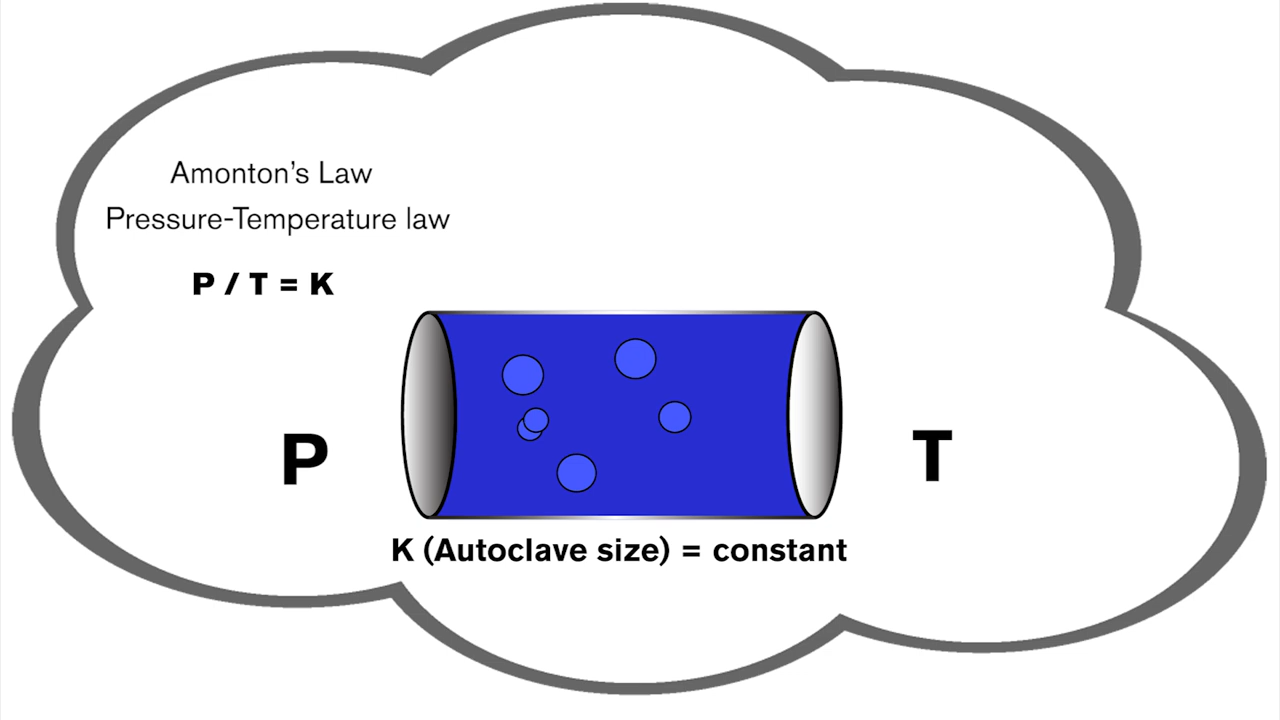 Amonton’s Law
Pressure-Temperature law
P / T = K
P
T
K (Autoclave size) = constant